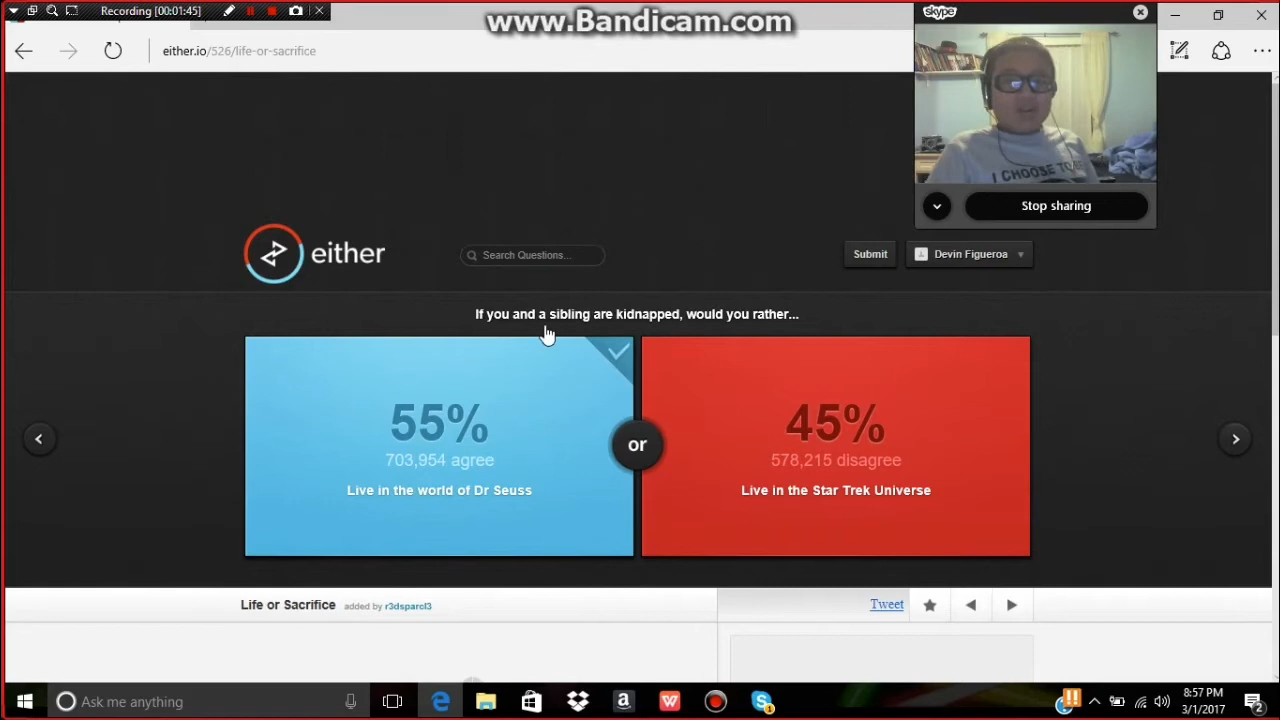 Recording [00:01:45]
www.Bandicam.com
skype
either.io/526/life-or-sacrifice
I CHOOSE
Stop sharing
either
Search Questions...
Submit
Devin Figueroa
If you and a sibling are kidnapped, would you rather...
55%
703,954 agree
Live in the world of Dr Seuss
or
45%
578,215 disagree
Live in the Star Trek Universe
Life or Sacrifice added by r3dsparcl3
Tweet
Ask me anything
8:57 PM
3/1/2017
2